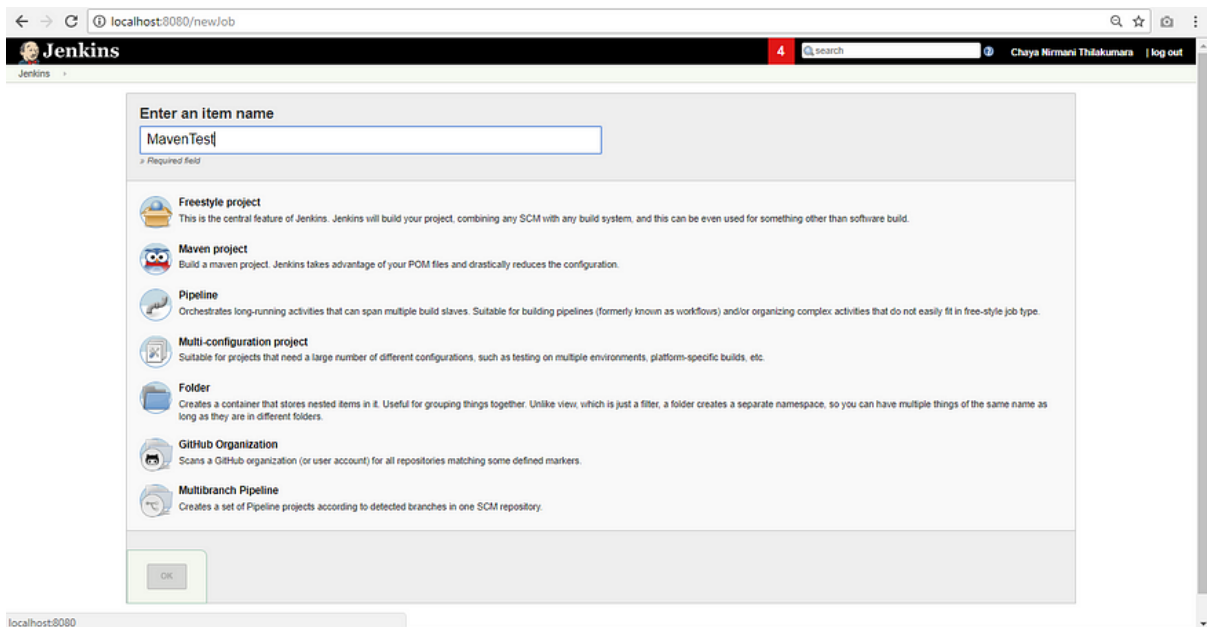 localhost:8080/newJob
Jenkins
4
search
Chaya Nirmani Thilakumara | log out
Jenkins
Enter an item name
MavenTest
» Required field
Freestyle project
This is the central feature of Jenkins. Jenkins will build your project, combining any SCM with any build system, and this can be even used for something other than software build.
Maven project
Build a maven project. Jenkins takes advantage of your POM files and drastically reduces the configuration.
Pipeline
Orchestrates long-running activities that can span multiple build slaves. Suitable for building pipelines (formerly known as workflows) and/or organizing complex activities that do not easily fit in free-style job type.
Multi-configuration project
Suitable for projects that need a large number of different configurations, such as testing on multiple environments, platform-specific builds, etc.
Folder
Creates a container that stores nested items in it. Useful for grouping things together. Unlike view, which is just a filter, a folder creates a separate namespace, so you can have multiple things of the same name as
long as they are in different folders.
GitHub Organization
Scans a GitHub organization (or user account) for all repositories matching some defined markers.
Multibranch Pipeline
Creates a set of Pipeline projects according to detected branches in one SCM repository.
OK
localhost:8080